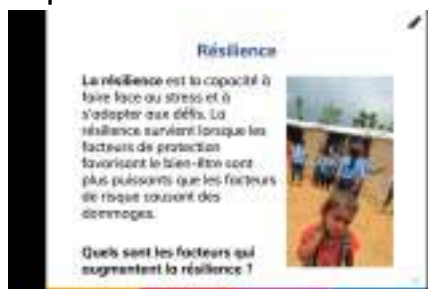 Résilience
La résilience est la capacité à
faire face au stress et à
s'adapter aux défis. La
résilience survient lorsque les
facteurs de protection
favorisant le bien-être sont
plus puissants que les facteurs
de risque causant des
dommages.
Quels sont les facteurs qui
augmentent la résilience ?